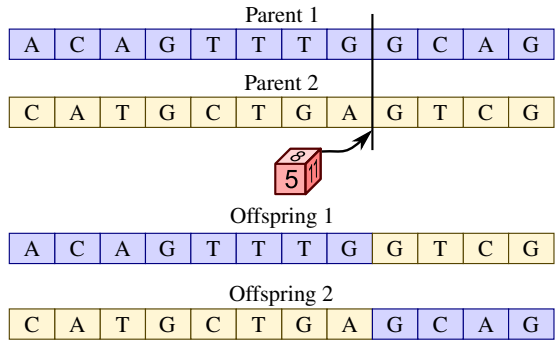 Parent 1
A C A G T T T G G C A G
Parent 2
C A T G C T G A G T C G
8
5 11
Offspring 1
A C A G T T T G G T C G
Offspring 2
C A T G C T G A G C A G